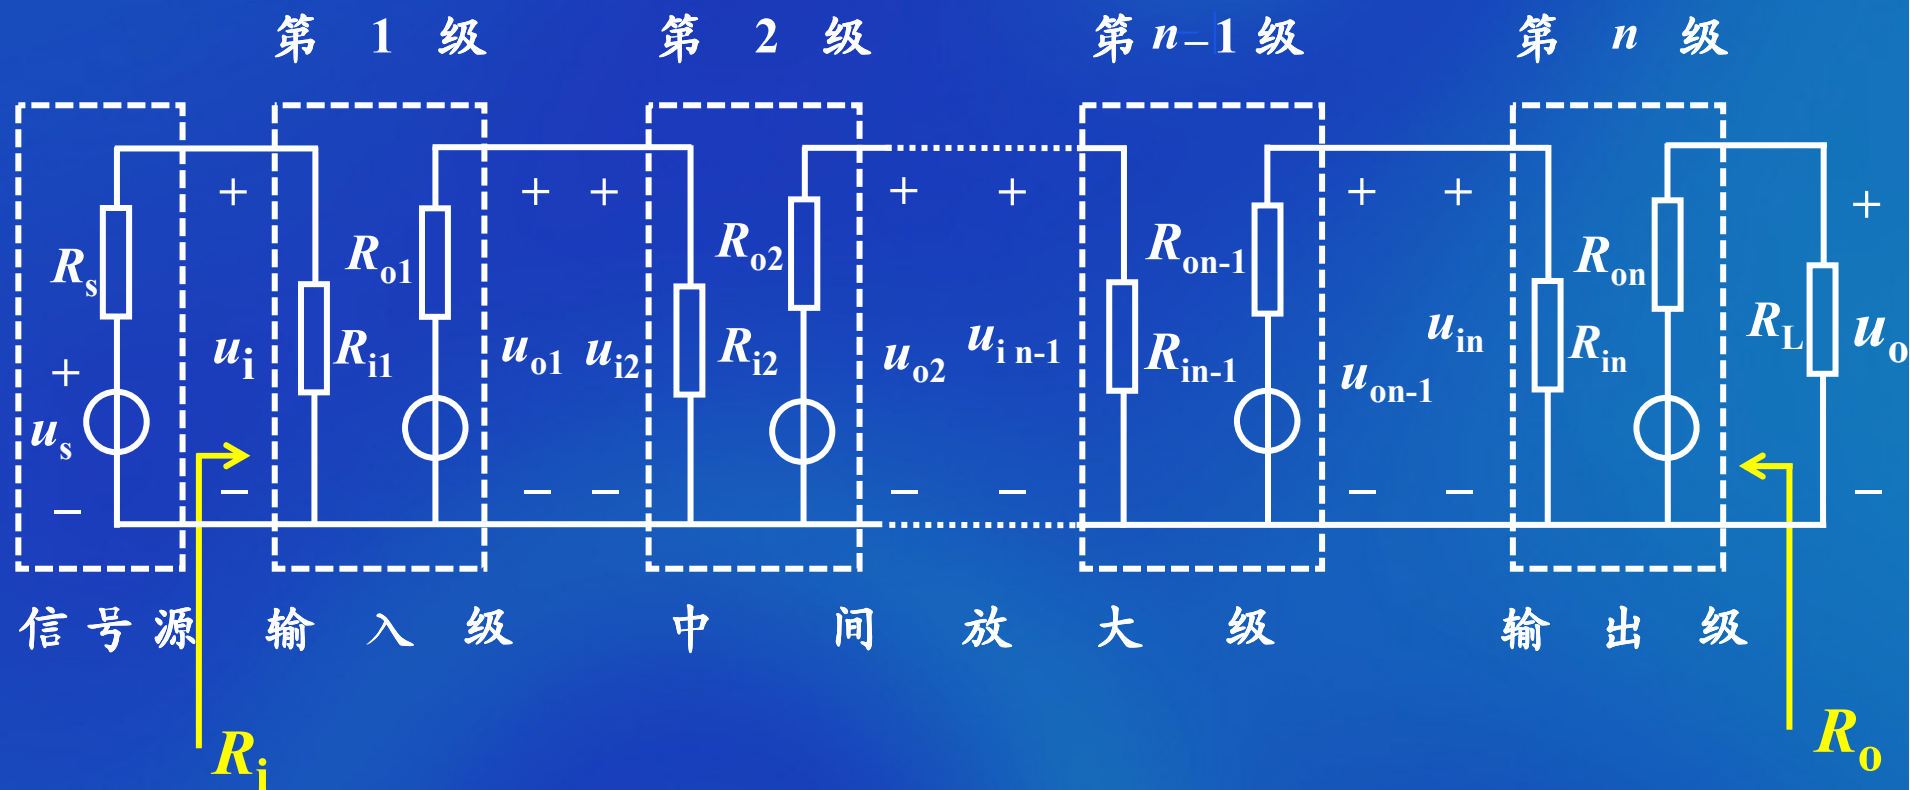 第 1 级 第 2 级 第 n-1 级 第 n 级
+ + + + + + + +
Rs Ro1 Ro2 Ron-1 Ron
+ ui Ri1 uo1 ui2 Ri2 uo2 ui n-1 Rin-1 uon-1 uin Rin RL uo
us
− − − − − − − − −
信号源 输入级 中间放大级 输出级
Ri Ro